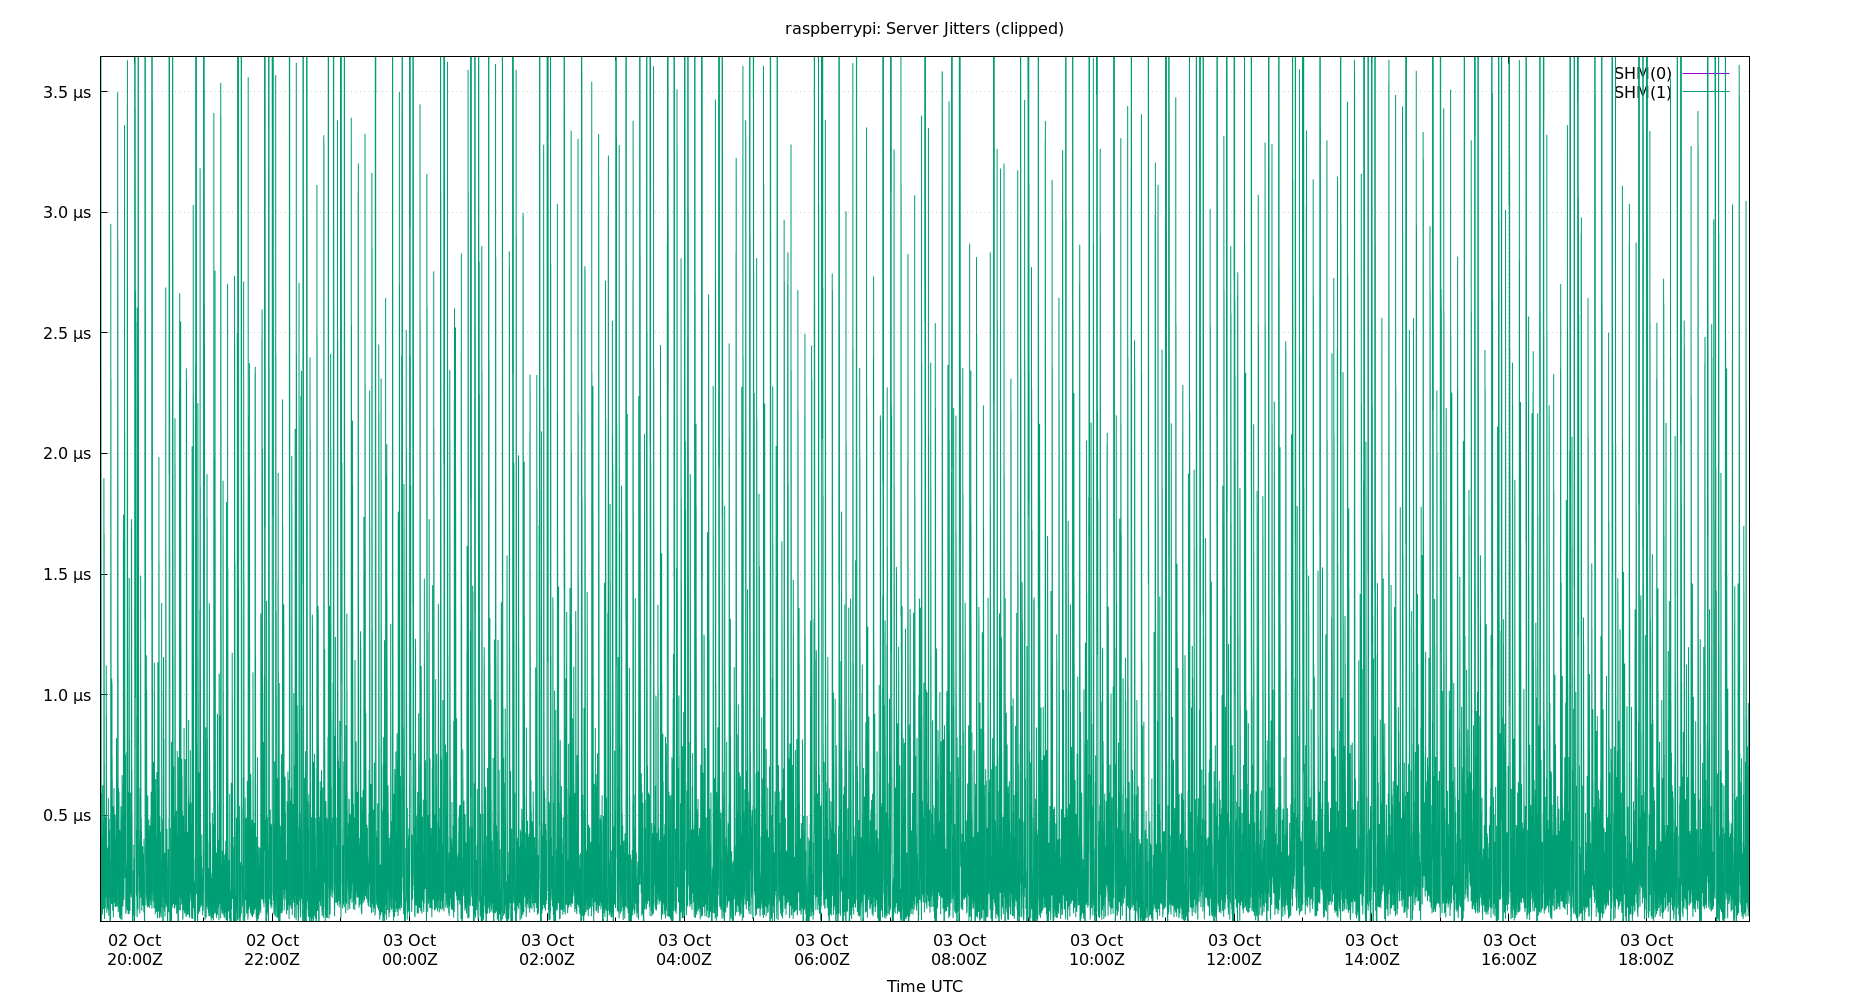 raspberrypi: Server Jitters (clipped)
SHM(0)
SHM(1)
3.5 µs
3.0 µs
2.5 µs
2.0 µs
1.5 µs
1.0 µs
0.5 µs
02 Oct 02 Oct 03 Oct 03 Oct 03 Oct 03 Oct 03 Oct 03 Oct 03 Oct 03 Oct 03 Oct 03 Oct
20:00Z 22:00Z 00:00Z 02:00Z 04:00Z 06:00Z 08:00Z 10:00Z 12:00Z 14:00Z 16:00Z 18:00Z
Time UTC